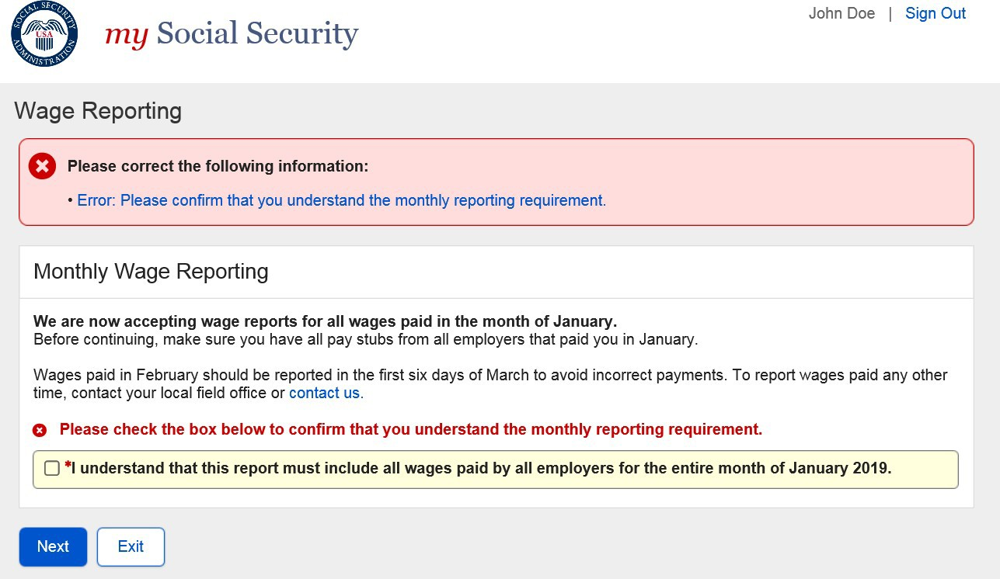 SOCIAL SECURITY
USA
ADMINISTRATION
my Social Security
John Doe | Sign Out
Wage Reporting
Please correct the following information:
• Error: Please confirm that you understand the monthly reporting requirement.
Monthly Wage Reporting
We are now accepting wage reports for all wages paid in the month of January.
Before continuing, make sure you have all pay stubs from all employers that paid you in January.
Wages paid in February should be reported in the first six days of March to avoid incorrect payments. To report wages paid any other
time, contact your local field office or contact us.
Please check the box below to confirm that you understand the monthly reporting requirement.
*I understand that this report must include all wages paid by all employers for the entire month of January 2019.
Next Exit